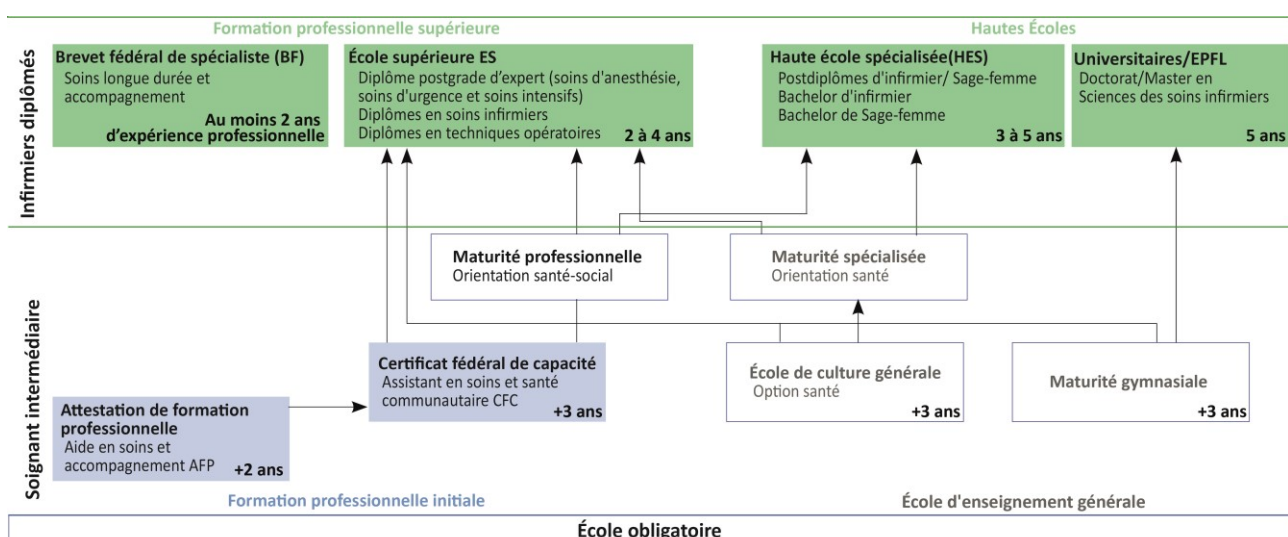 Formation professionnelle supérieure
Hautes Écoles
Infirmiers diplômés
Brevet fédéral de spécialiste (BF)
Soins longue durée et
accompagnement
Au moins 2 ans
d’expérience professionnelle
École supérieure ES
Diplôme postgrade d'expert (soins d'anesthésie,
soins d'urgence et soins intensifs)
Diplômes en soins infirmiers
Diplômes en techniques opératoires
2 à 4 ans
Haute école spécialisée(HES)
Postdiplômes d'infirmier/ Sage-femme
Bachelor d'infirmier
Bachelor de Sage-femme
3 à 5 ans
Universitaires/EPFL
Doctorat/Master en
Sciences des soins infirmiers
5 ans
Maturité professionnelle
Orientation santé-social
Maturité spécialisée
Orientation santé
Soignant intermédiaire
Certificat fédéral de capacité
Assistant en soins et santé
communautaire CFC
+3 ans
École de culture générale
Option santé
+3 ans
Maturité gymnasiale
+3 ans
Attestation de formation
professionnelle
Aide en soins et
accompagnement AFP
+2 ans
Formation professionnelle initiale
École d'enseignement générale
École obligatoire